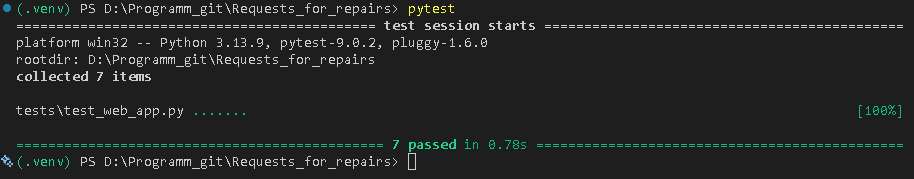 (.venv) PS D:\Programm_git\Requests_for_repairs> pytest
============================================= test session starts ==============================================
platform win32 -- Python 3.13.9, pytest-9.0.2, pluggy-1.6.0
rootdir: D:\Programm_git\Requests_for_repairs
collected 7 items
tests\test_web_app.py ....... [100%]
============================================== 7 passed in 0.78s ==============================================
(.venv) PS D:\Programm_git\Requests_for_repairs>